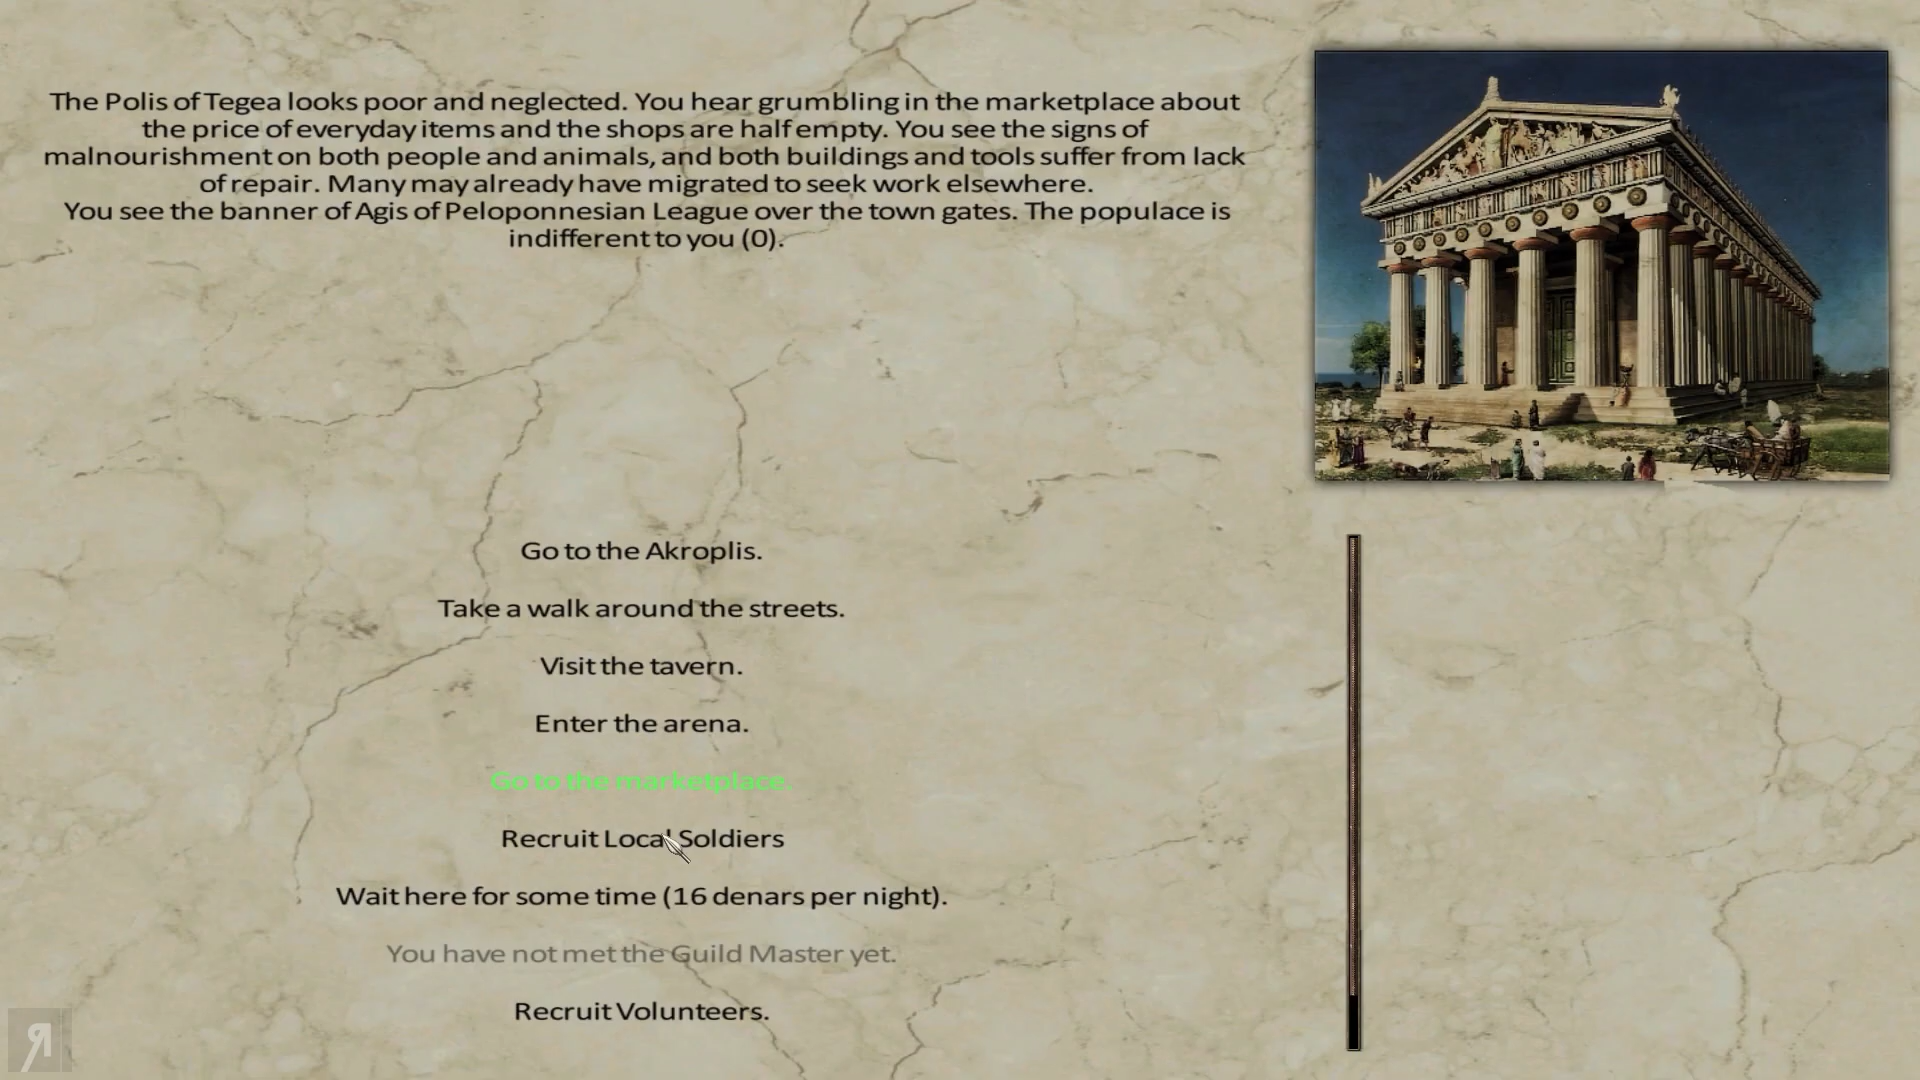 The Polis of Tegea looks poor and neglected. You hear grumbling in the marketplace about
the price of everyday items and the shops are half empty. You see the signs of
malnourishment on both people and animals, and both buildings and tools suffer from lack
of repair. Many may already have migrated to seek work elsewhere.
You see the banner of Agis of Peloponnesian League over the town gates. The populace is
indifferent to you (0).
Go to the Akroplis.
Take a walk around the streets.
Visit the tavern.
Enter the arena.
Go to the marketplace.
Recruit Local Soldiers
Wait here for some time (16 denars per night).
You have not met the Guild Master yet.
Recruit Volunteers.